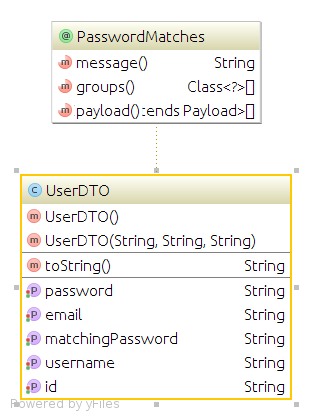 @ PasswordMatches
m message() String
m groups() Class<?>[]
m payload() :tends Payload>[]
C UserDTO
m UserDTO()
m UserDTO(String, String, String)
m toString() String
P password String
P email String
P matchingPassword String
P username String
P id String
Powered by yFiles